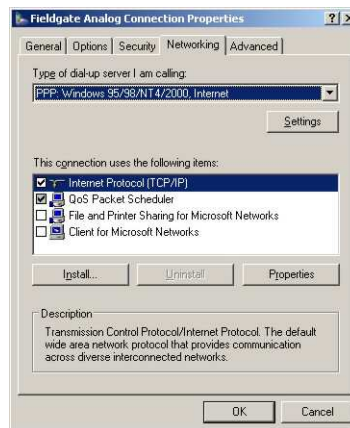 Fieldgate Analog Connection Properties
General Options Security Networking Advanced
Type of dial-up server I am calling:
PPP: Windows 95/98/NT4/2000, Internet
Settings
This connection uses the following items:
Internet Protocol (TCP/IP)
QoS Packet Scheduler
File and Printer Sharing for Microsoft Networks
Client for Microsoft Networks
Install... Uninstall Properties
Description
Transmission Control Protocol/Internet Protocol. The default
wide area network protocol that provides communication
across diverse interconnected networks.
OK Cancel